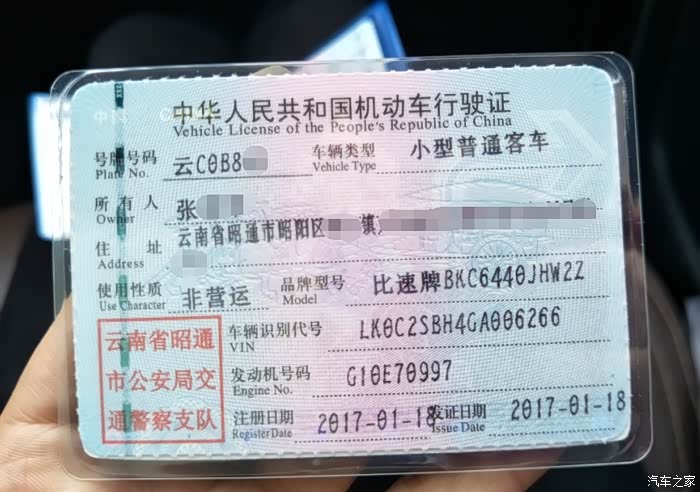 中华人民共和国机动车行驶证
Vehicle License of the People's Republic of China
号牌号码 云C0B8 车辆类型 小型普通客车
Plate No. Vehicle Type
所有人 张
Owner
住址 云南省昭通市昭阳区 镇
Address
使用性质 非营运 品牌型号 比速牌BKC6440JHW2Z
Use Character Model
云南省昭通 车辆识别代号 LK0C2SBH4GA006266
VIN
市公安局交 发动机号码 G10E70997
Engine No.
通警察支队 注册日期 2017-01-18 发证日期 2017-01-18
Register Date Issue Date
汽车之家